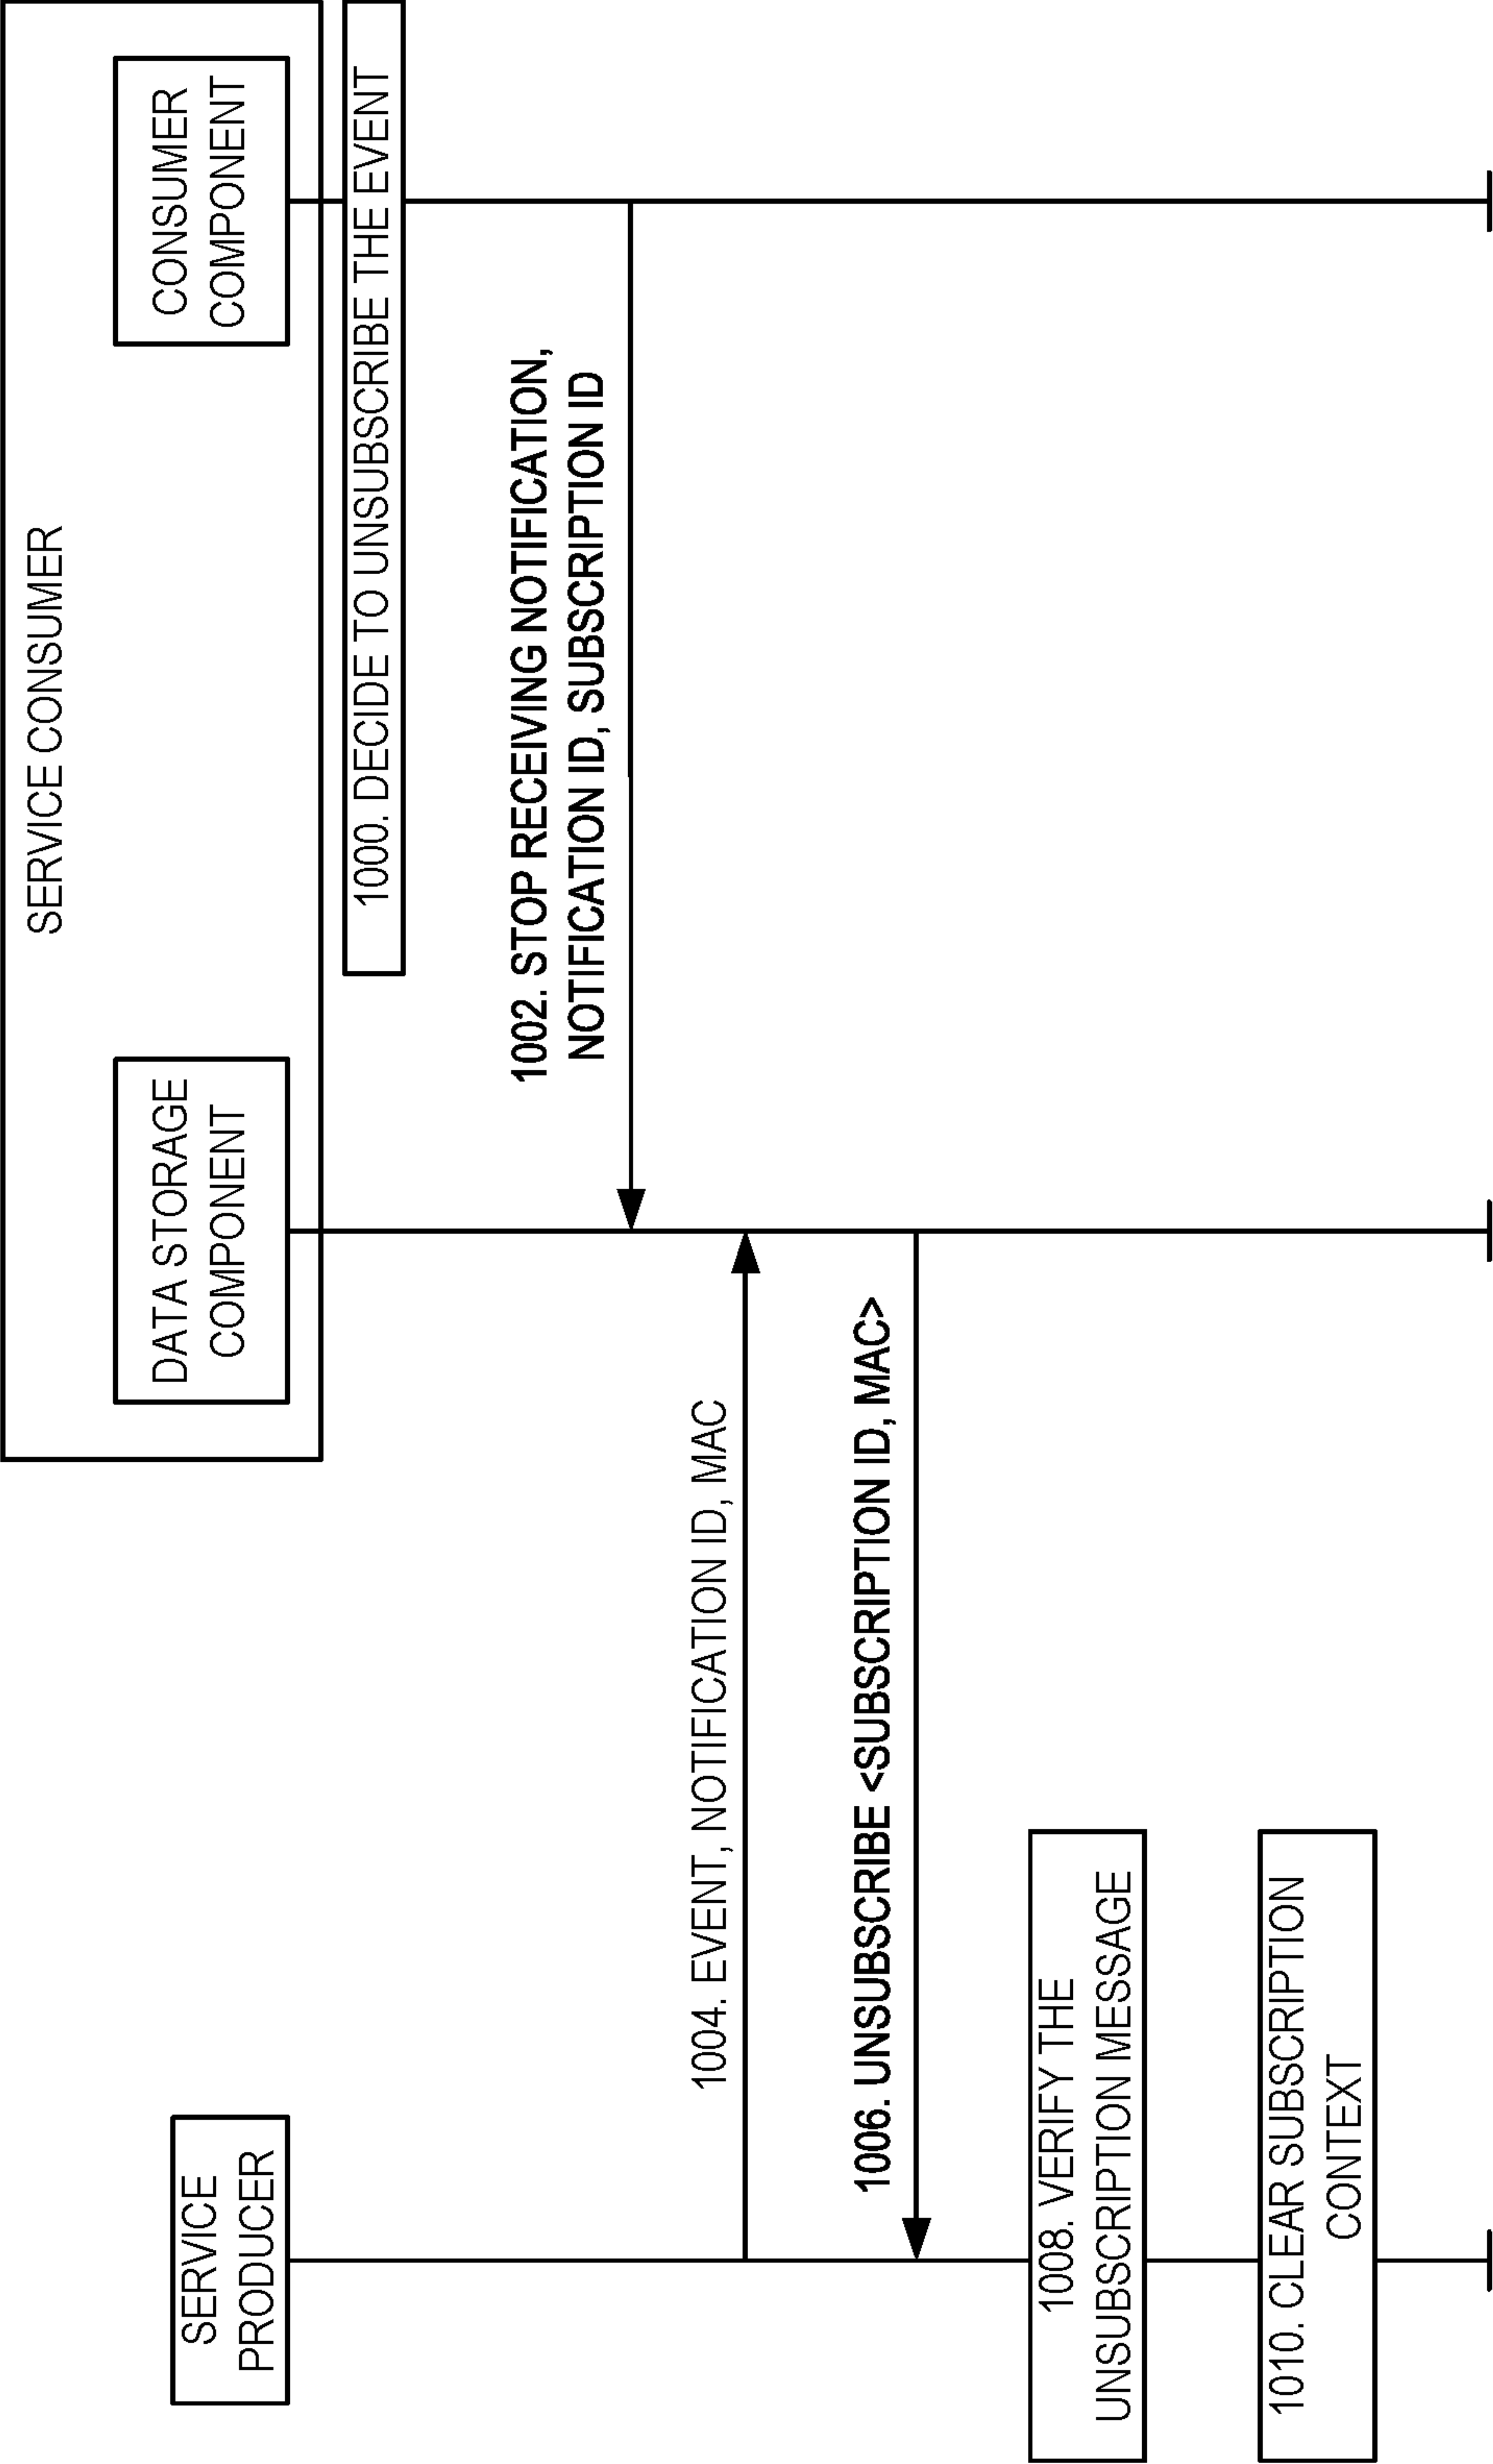 SERVICE CONSUMER
SERVICE
PRODUCER
DATA STORAGE
COMPONENT
CONSUMER
COMPONENT
1000. DECIDE TO UNSUBSCRIBE THE EVENT
1002. STOP RECEIVING NOTIFICATION,
NOTIFICATION ID, SUBSCRIPTION ID
1004. EVENT, NOTIFICATION ID, MAC
1006. UNSUBSCRIBE <SUBSCRIPTION ID, MAC>
1008. VERIFY THE
UNSUBSCRIPTION MESSAGE
1010. CLEAR SUBSCRIPTION
CONTEXT